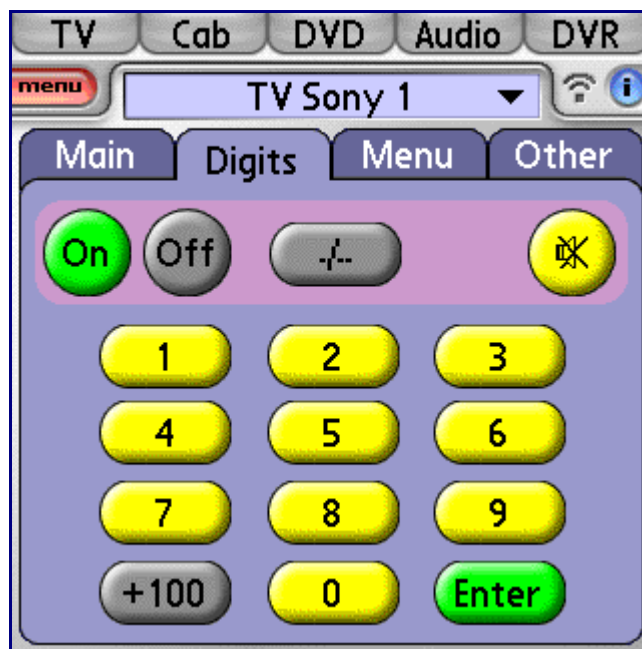 TV Cab DVD Audio DVR
menu TV Sony 1 i
Main Digits Menu Other
On Off -/--
1 2 3
4 5 6
7 8 9
+100 0 Enter